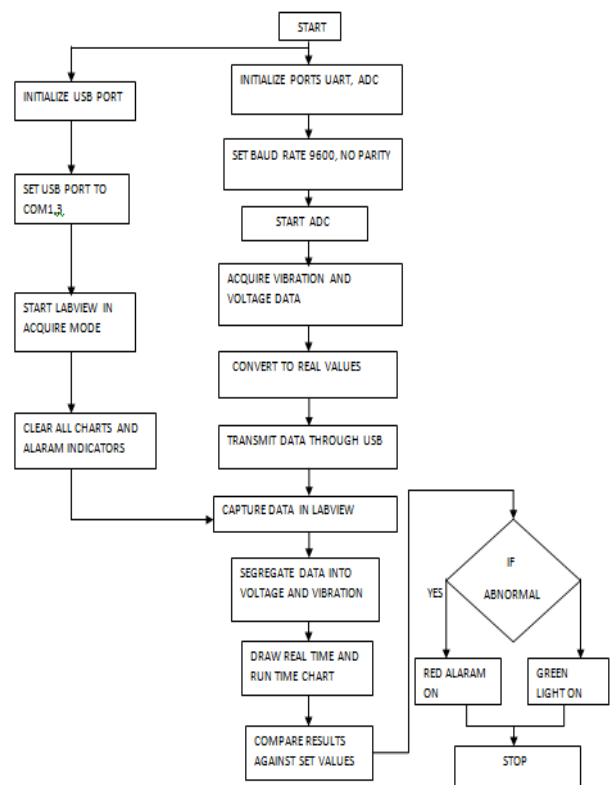 START
INITIALIZE USB PORT
INITIALIZE PORTS UART, ADC
SET BAUD RATE 9600, NO PARITY
SET USB PORT TO
COM1,3,
START ADC
ACQUIRE VIBRATION AND
VOLTAGE DATA
START LABVIEW IN
ACQUIRE MODE
CONVERT TO REAL VALUES
CLEAR ALL CHARTS AND
ALARAM INDICATORS
TRANSMIT DATA THROUGH USB
CAPTURE DATA IN LABVIEW
SEGREGATE DATA INTO
VOLTAGE AND VIBRATION
DRAW REAL TIME AND
RUN TIME CHART
COMPARE RESULTS
AGAINST SET VALUES
IF
ABNORMAL
YES
RED ALARAM
ON
GREEN
LIGHT ON
STOP